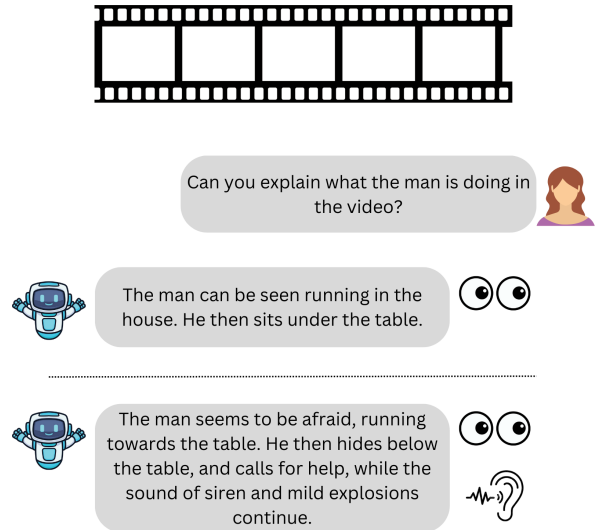 Can you explain what the man is doing in
the video?
The man can be seen running in the
house. He then sits under the table.
The man seems to be afraid, running
towards the table. He then hides below
the table, and calls for help, while the
sound of siren and mild explosions
continue.